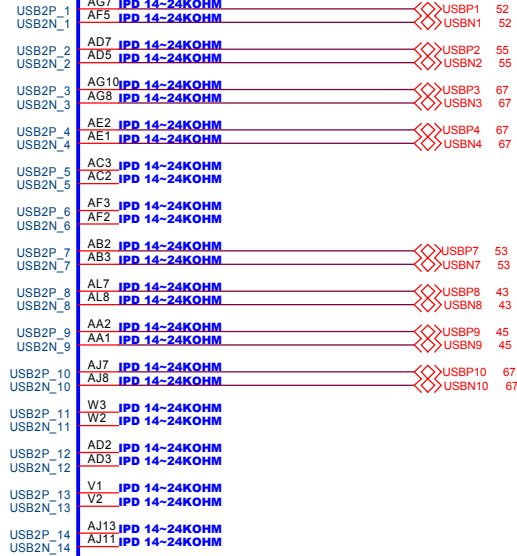 USB2P_1 AG7 IPD 14~24KOHM USBP1 52
USB2N_1 AF5 IPD 14~24KOHM USBN1 52
USB2P_2 AD7 IPD 14~24KOHM USBP2 55
USB2N_2 AD5 IPD 14~24KOHM USBN2 55
USB2P_3 AG10 IPD 14~24KOHM USBP3 67
USB2N_3 AG8 IPD 14~24KOHM USBN3 67
USB2P_4 AE2 IPD 14~24KOHM USBP4 67
USB2N_4 AE1 IPD 14~24KOHM USBN4 67
USB2P_5 AC3 IPD 14~24KOHM
USB2N_5 AC2 IPD 14~24KOHM
USB2P_6 AF3 IPD 14~24KOHM
USB2N_6 AF2 IPD 14~24KOHM
USB2P_7 AB2 IPD 14~24KOHM USBP7 53
USB2N_7 AB3 IPD 14~24KOHM USBN7 53
USB2P_8 AL7 IPD 14~24KOHM USBP8 43
USB2N_8 AL8 IPD 14~24KOHM USBN8 43
USB2P_9 AA2 IPD 14~24KOHM USBP9 45
USB2N_9 AA1 IPD 14~24KOHM USBN9 45
USB2P_10 AJ7 IPD 14~24KOHM USBP10 67
USB2N_10 AJ8 IPD 14~24KOHM USBN10 67
USB2P_11 W3 IPD 14~24KOHM
USB2N_11 W2 IPD 14~24KOHM
USB2P_12 AD2 IPD 14~24KOHM
USB2N_12 AD3 IPD 14~24KOHM
USB2P_13 V1 IPD 14~24KOHM
USB2N_13 V2 IPD 14~24KOHM
USB2P_14 AJ13 IPD 14~24KOHM
USB2N_14 AJ11 IPD 14~24KOHM